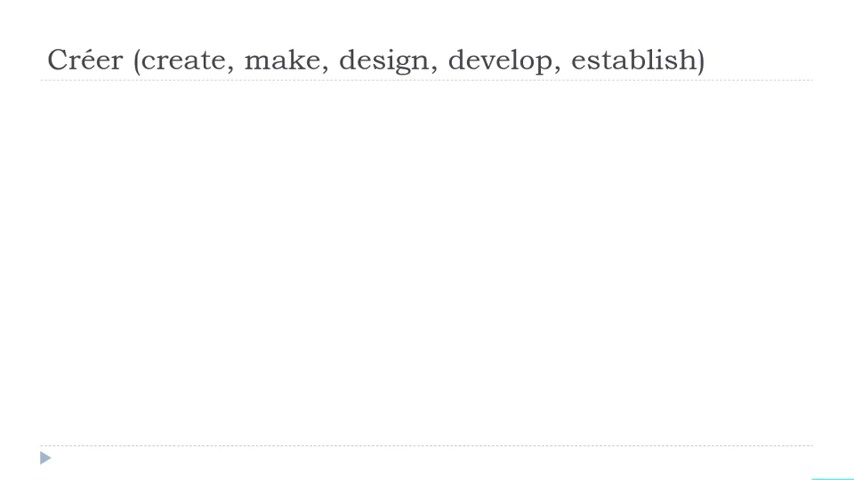 Créer (create, make, design, develop, establish)